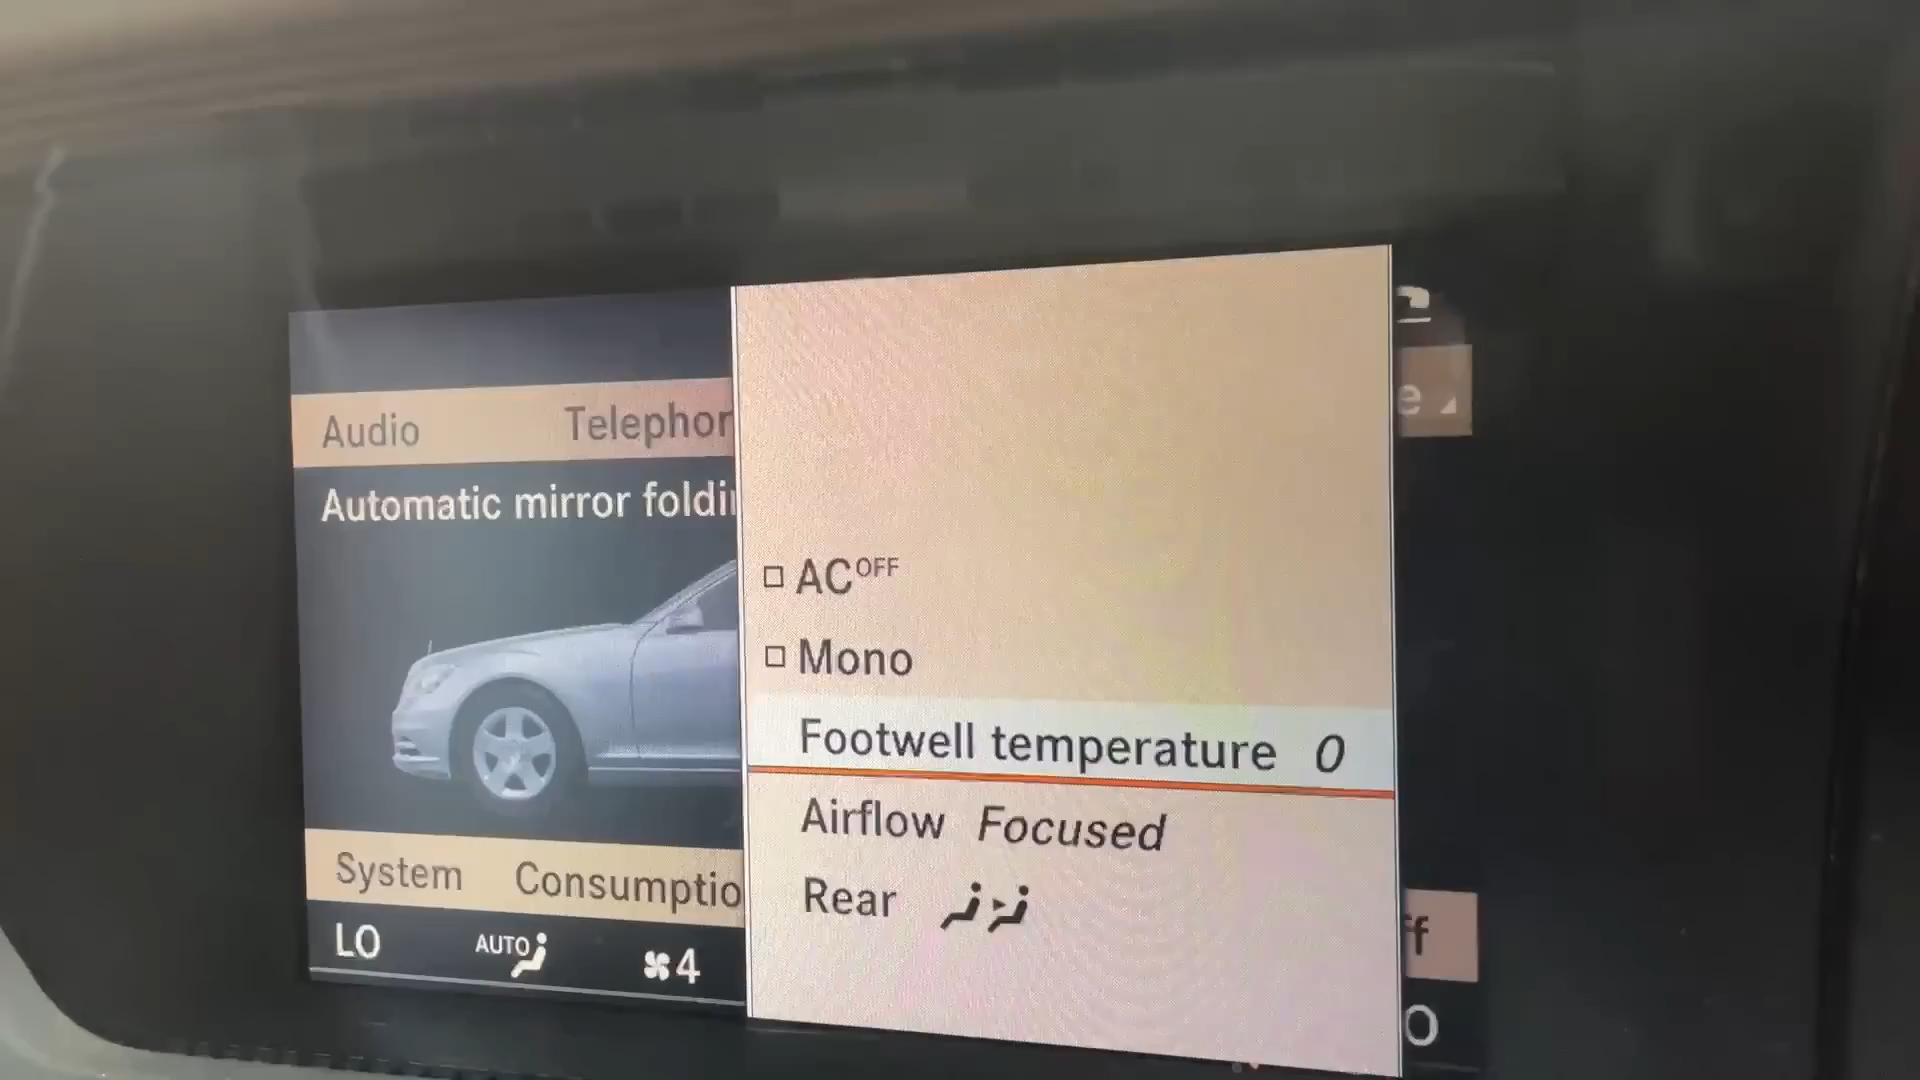 Audio Telephon
Automatic mirror foldi
AC OFF
Mono
Footwell temperature 0
Airflow Focused
Rear
System Consumptio
LO AUTO 4